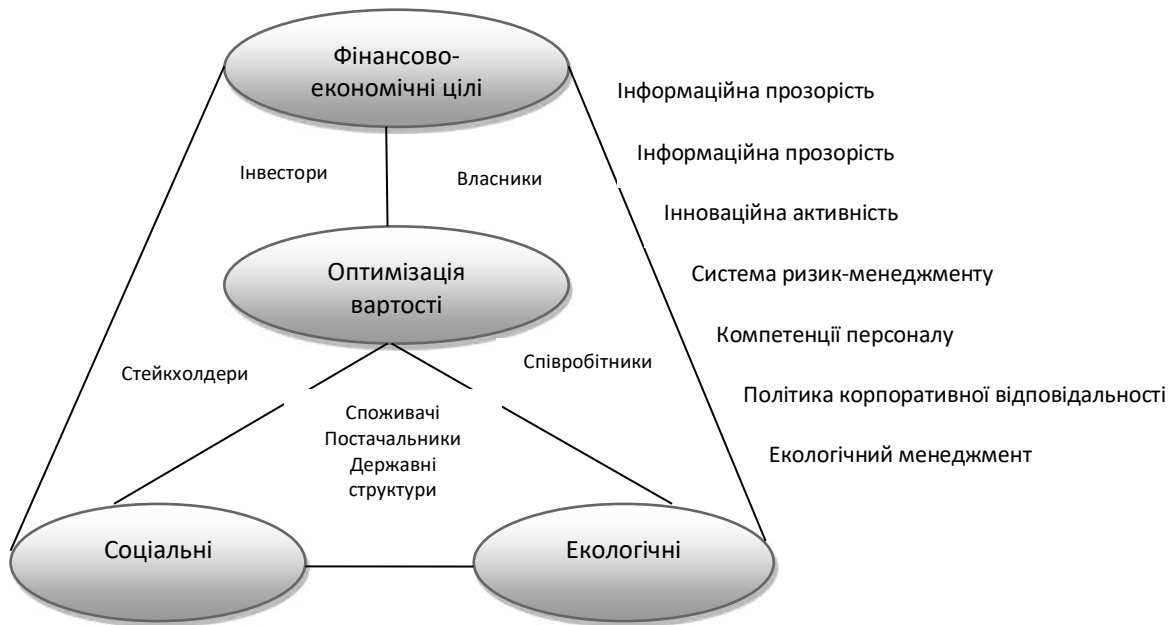 Фінансово-
економічні цілі
Інформаційна прозорість
Інформаційна прозорість
Інвестори
Власники
Інноваційна активність
Оптимізація
вартості
Система ризик-менеджменту
Компетенції персоналу
Стейкхолдери
Співробітники
Політика корпоративної відповідальності
Споживачі
Постачальники
Державні
структури
Екологічний менеджмент
Соціальні
Екологічні